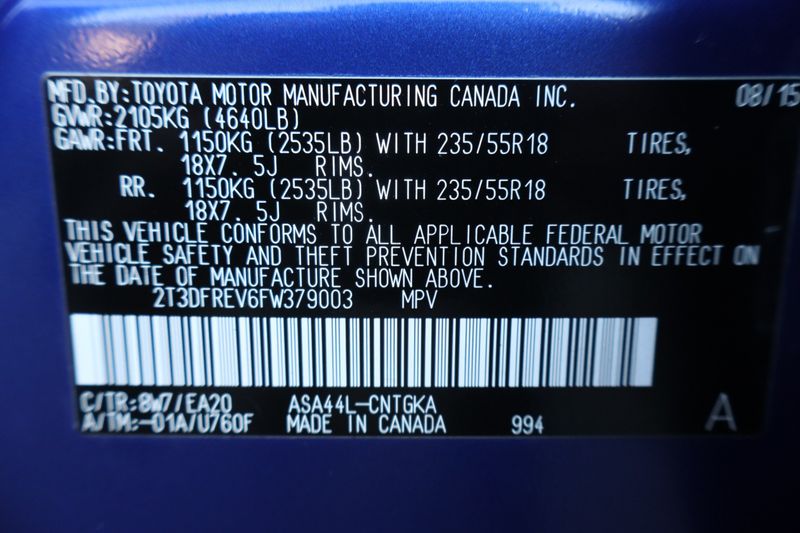 MFD.BY:TOYOTA MOTOR MANUFACTURING CANADA INC. 08/15
GVWR:2105KG (4640LB)
GAWR:FRT. 1150KG (2535LB) WITH 235/55R18 TIRES,
18X7. 5J RIMS.
RR. 1150KG (2535LB) WITH 235/55R18 TIRES,
18X7. 5J RIMS.
THIS VEHICLE CONFORMS TO ALL APPLICABLE FEDERAL MOTOR
VEHICLE SAFETY AND THEFT PREVENTION STANDARDS IN EFFECT ON
THE DATE OF MANUFACTURE SHOWN ABOVE.
2T3DFREV6FW379003 MPV
C/TR:8W7/EA20 ASA44L-CNTGKA A
A/TM:-01A/U760F MADE IN CANADA 994